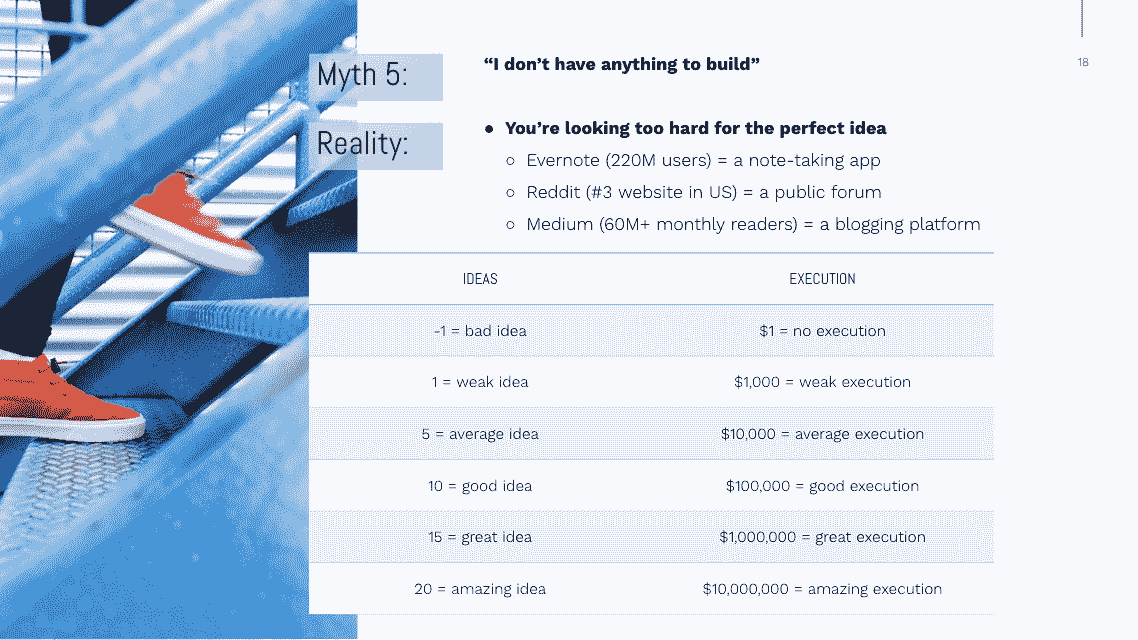 18
Myth 5:
“I don’t have anything to build”
Reality:
● You’re looking too hard for the perfect idea
○ Evernote (220M users) = a note-taking app
○ Reddit (#3 website in US) = a public forum
○ Medium (60M+ monthly readers) = a blogging platform
IDEAS EXECUTION
-1 = bad idea $1 = no execution
1 = weak idea $1,000 = weak execution
5 = average idea $10,000 = average execution
10 = good idea $100,000 = good execution
15 = great idea $1,000,000 = great execution
20 = amazing idea $10,000,000 = amazing execution